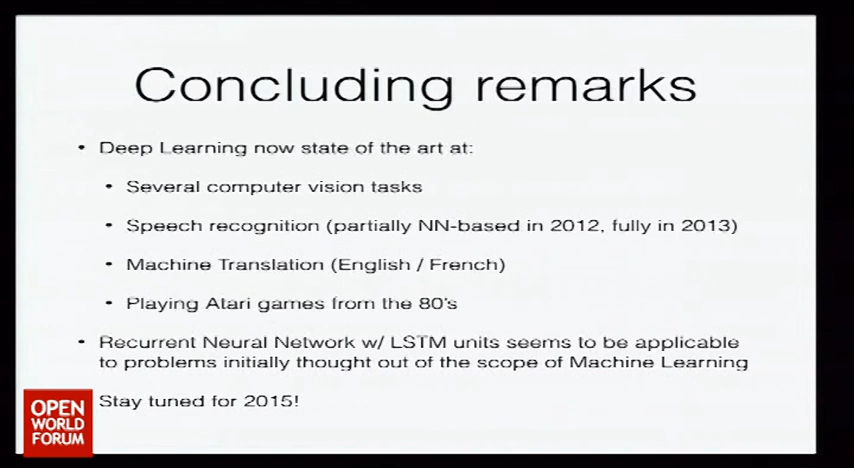 Concluding remarks
• Deep Learning now state of the art at:
• Several computer vision tasks
• Speech recognition (partially NN-based in 2012, fully in 2013)
• Machine Translation (English / French)
• Playing Atari games from the 80's
• Recurrent Neural Network w/ LSTM units seems to be applicable
to problems initially thought out of the scope of Machine Learning
Stay tuned for 2015!
OPEN
WORLD
FORUM